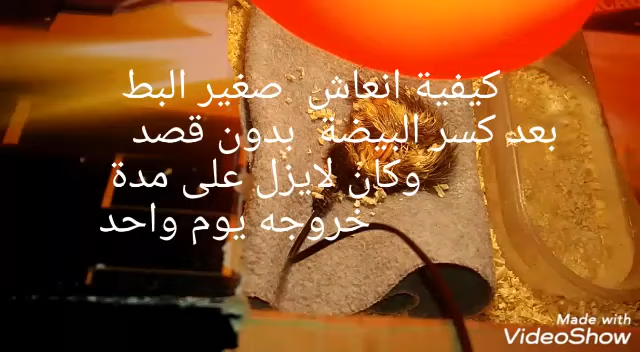 كيفية انعاش صغير البط
بعد كسر البيضة بدون قصد
وكان لايزل على مدة
خروجه يوم واحد
Made with
VideoShow